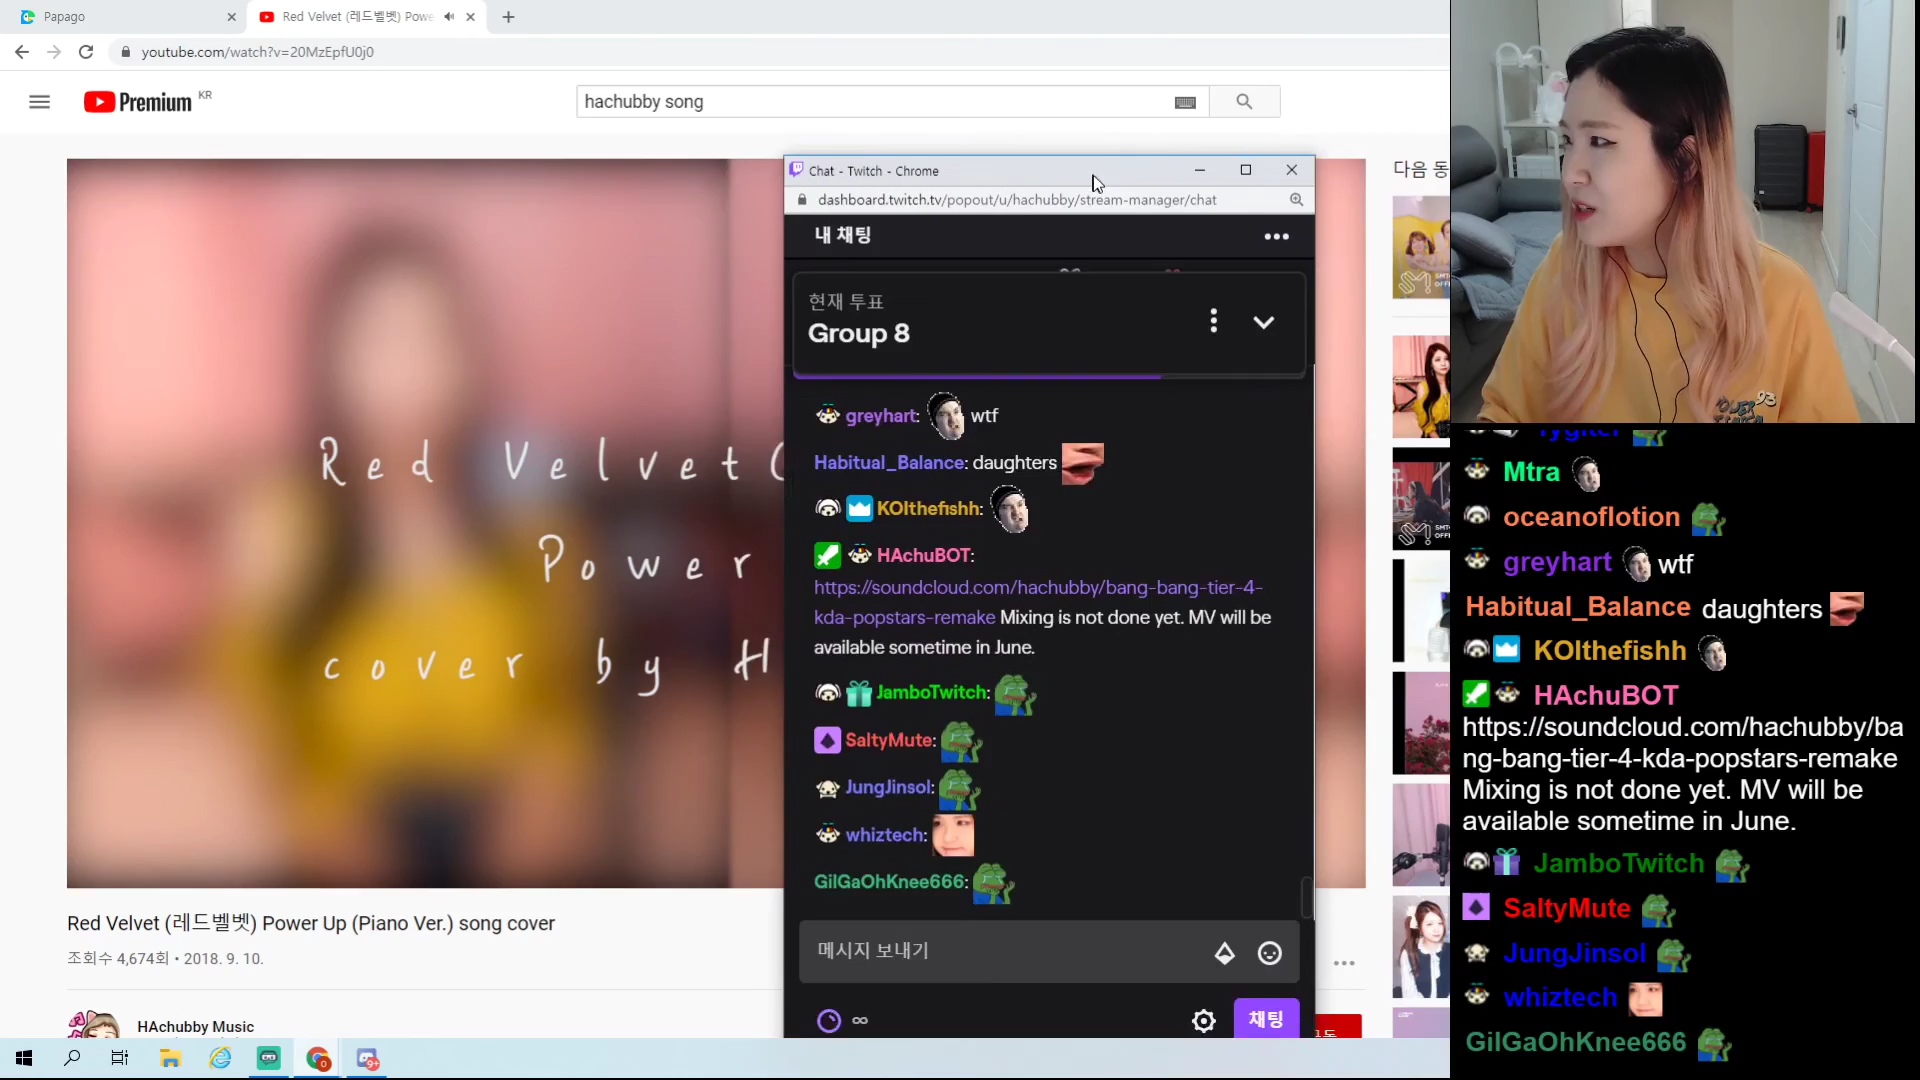 Papago
Red Velvet (레드벨벳) Powe
youtube.com/watch?v=20MzEpfU0j0
Premium KR
hachubby song
다음 동
Red Velvet(
Power
cover by H
Chat - Twitch - Chrome
dashboard.twitch.tv/popout/u/hachubby/stream-manager/chat
내 채팅
현재 투표
Group 8
greyhart: wtf
Habitual_Balance: daughters
KOIthefishh:
HAchuBOT:
https://soundcloud.com/hachubby/bang-bang-tier-4-
kda-popstars-remake Mixing is not done yet. MV will be
available sometime in June.
JamboTwitch:
SaltyMute:
JungJinsol:
whiztech:
GilGaOhKnee666:
메시지 보내기
채팅
Red Velvet (레드벨벳) Power Up (Piano Ver.) song cover
조회수 4,674회 • 2018. 9. 10.
HAchubby Music
Mtra
oceanoflotion
greyhart wtf
Habitual_Balance daughters
KOIthefishh
HAchuBOT
https://soundcloud.com/hachubby/ba
ng-bang-tier-4-kda-popstars-remake
Mixing is not done yet. MV will be
available sometime in June.
JamboTwitch
SaltyMute
JungJinsol
whiztech
GilGaOhKnee666